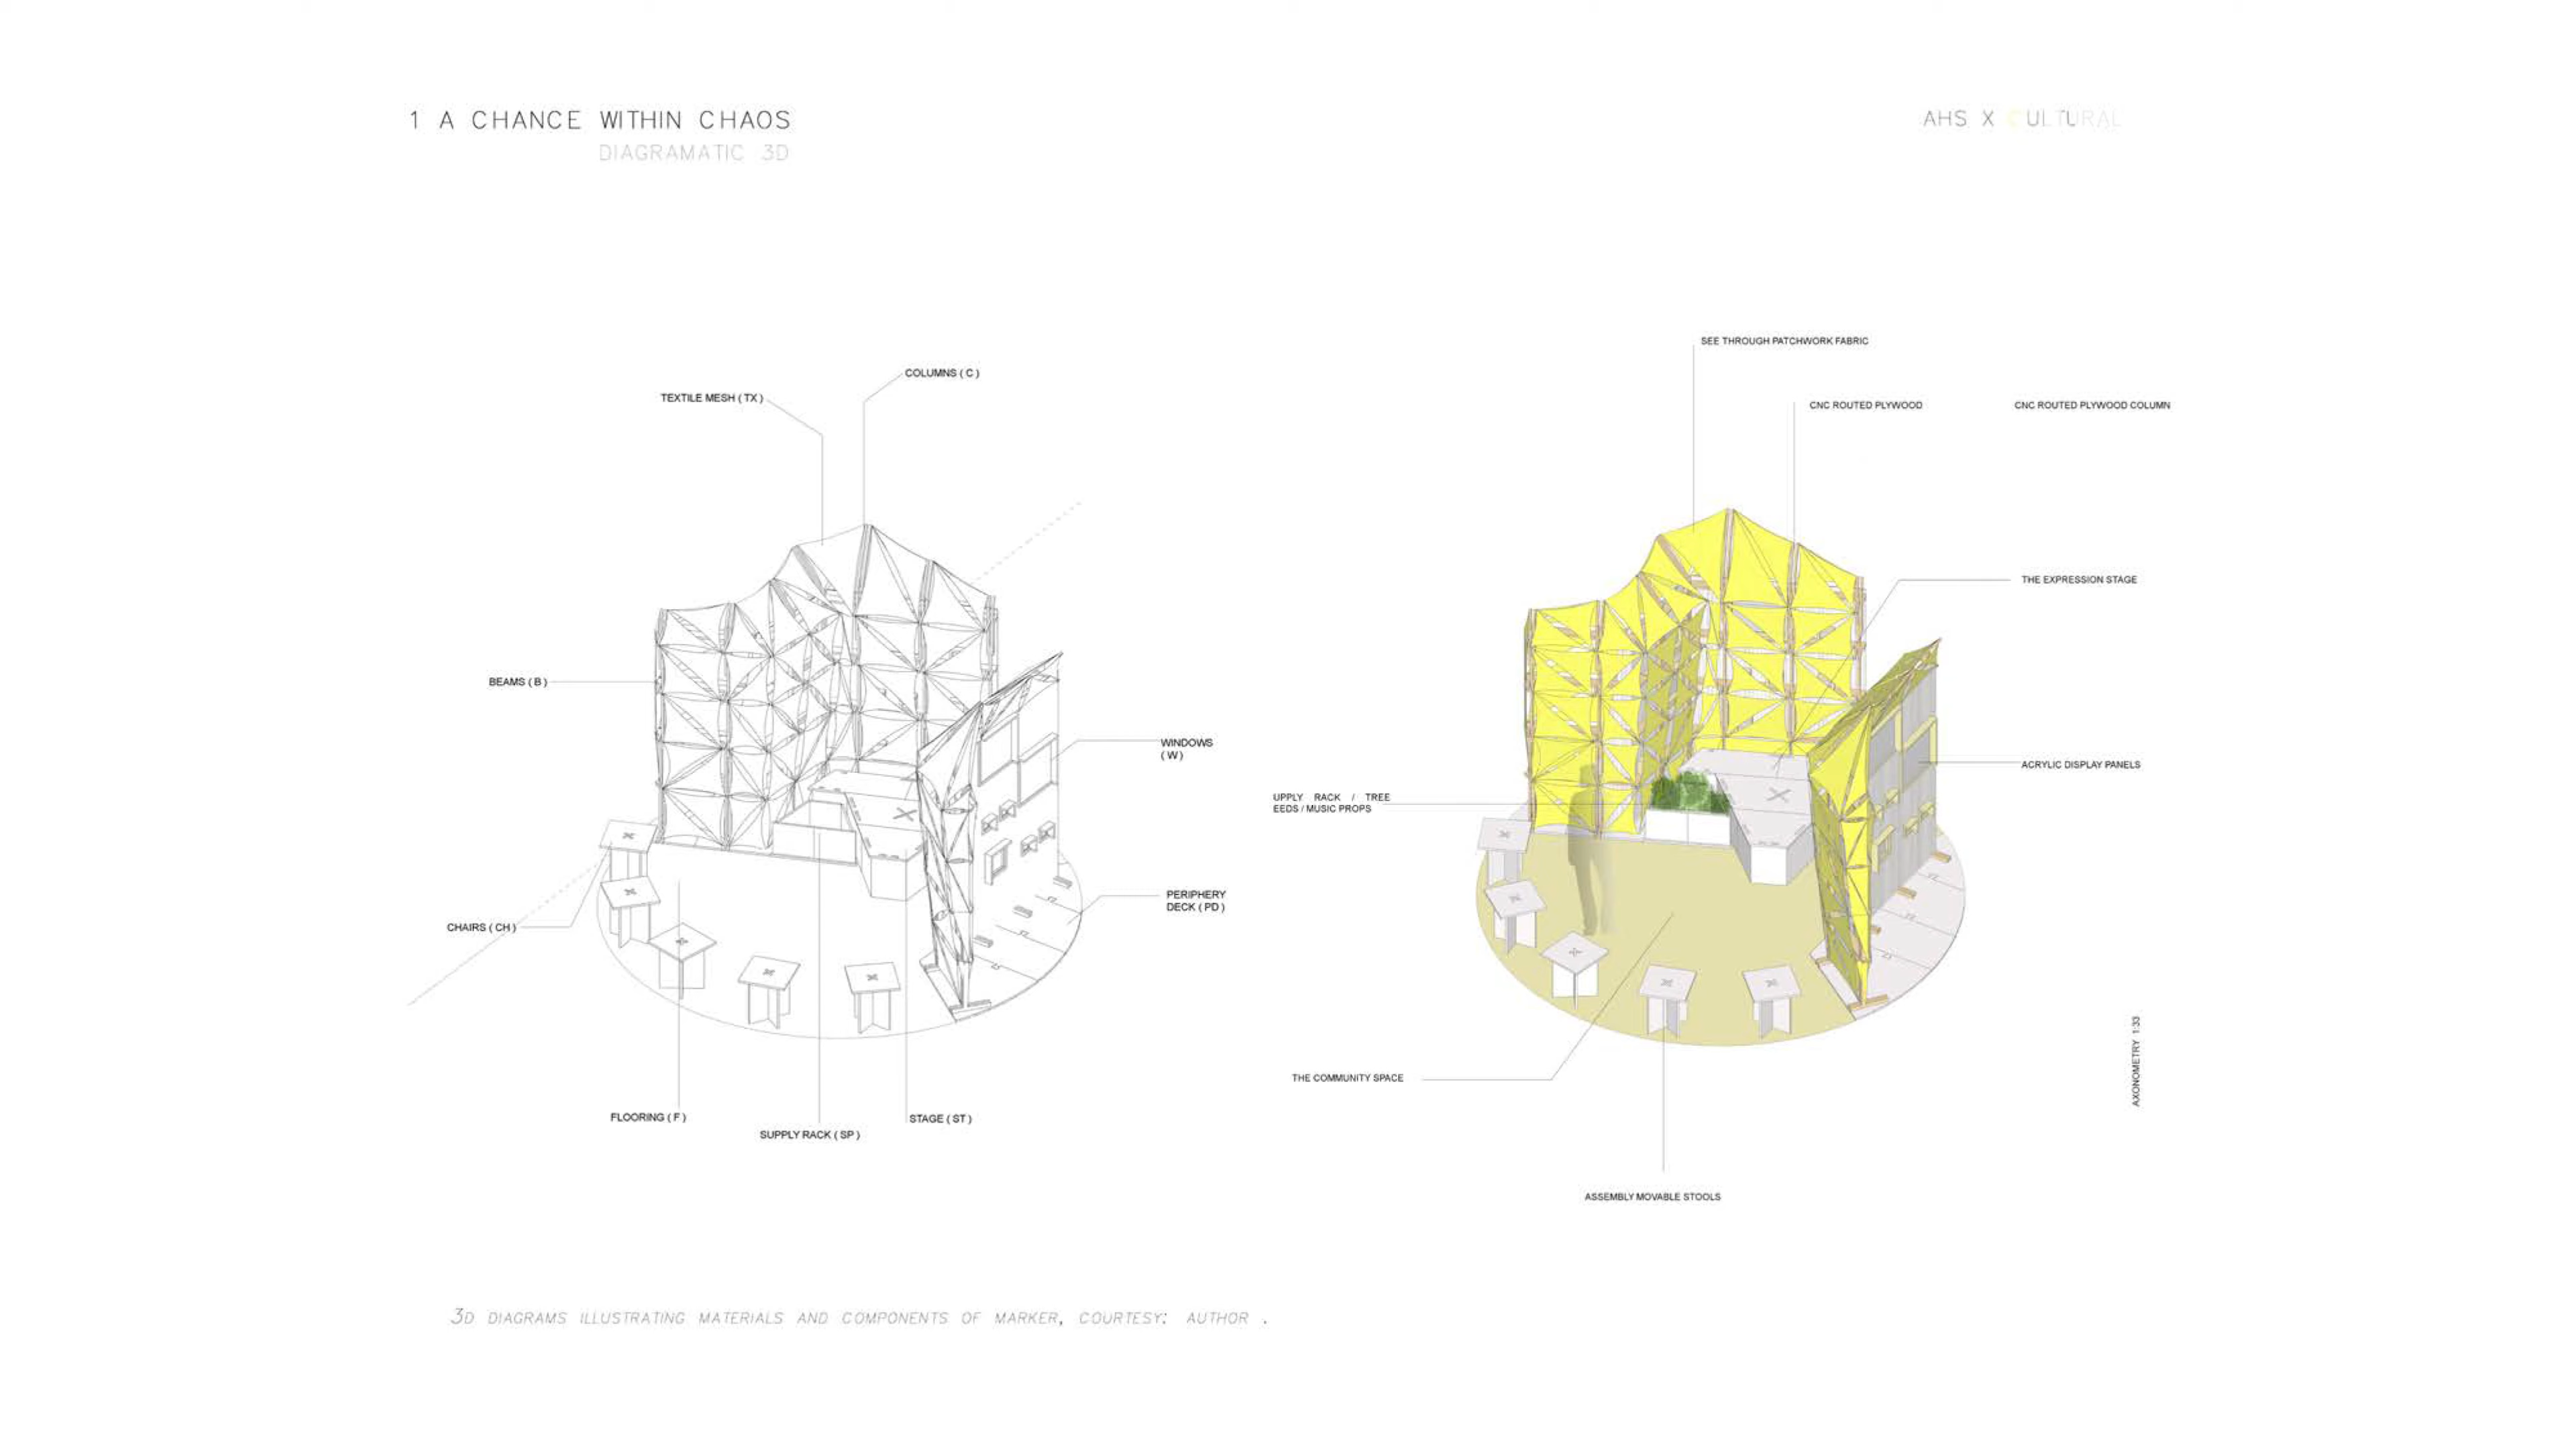 1 A CHANCE WITHIN CHAOS
DIAGRAMATIC 3D
AHS X CULTURAL
COLUMNS ( C )
TEXTILE MESH ( TX )
BEAMS ( B )
WINDOWS
( W )
PERIPHERY
DECK ( PD )
CHAIRS ( CH )
FLOORING ( F )
SUPPLY RACK ( SP )
STAGE ( ST )
SEE THROUGH PATCHWORK FABRIC
CNC ROUTED PLYWOOD
CNC ROUTED PLYWOOD COLUMN
THE EXPRESSION STAGE
ACRYLIC DISPLAY PANELS
UPPLY RACK / TREE
EEDS / MUSIC PROPS
THE COMMUNITY SPACE
ASSEMBLY MOVABLE STOOLS
AXONOMETRY 1:33
3D DIAGRAMS ILLUSTRATING MATERIALS AND COMPONENTS OF MARKER, COURTESY: AUTHOR .